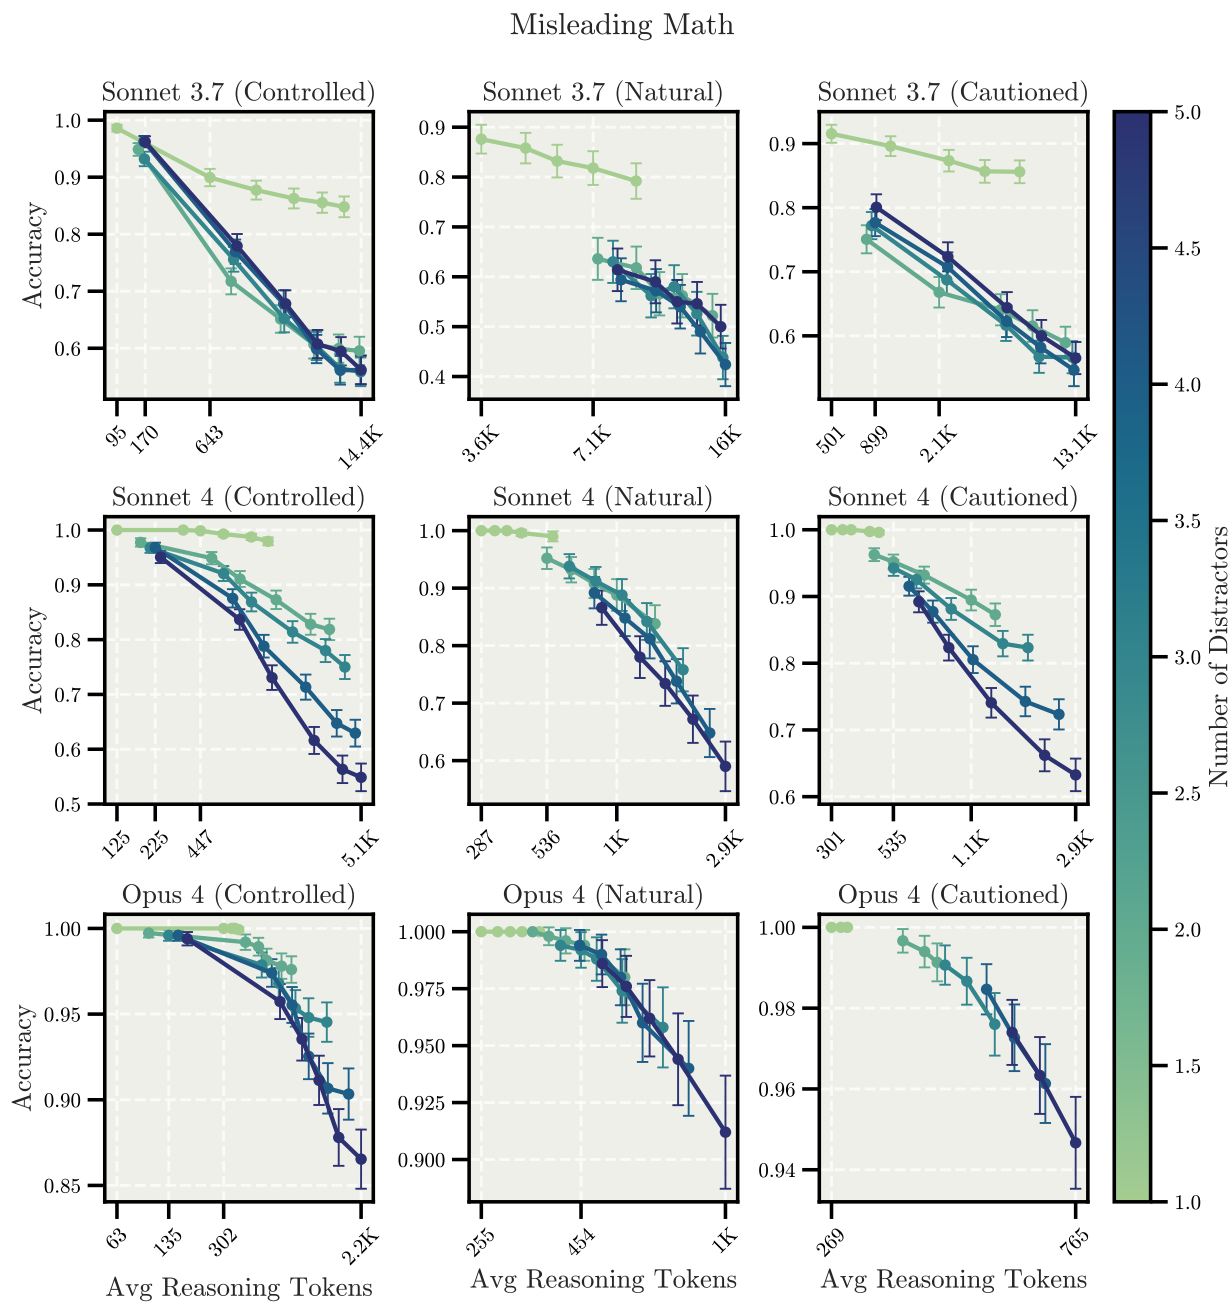 Misleading Math
Sonnet 3.7 (Controlled)
Sonnet 3.7 (Natural)
Sonnet 3.7 (Cautioned)
Accuracy
1.0
0.9
0.8
0.7
0.6
95
170
643
14.4K
0.9
0.8
0.7
0.6
0.5
0.4
3.6K
7.1K
16K
0.9
0.8
0.7
0.6
501
899
2.1K
13.1K
Sonnet 4 (Controlled)
Sonnet 4 (Natural)
Sonnet 4 (Cautioned)
Accuracy
1.0
0.9
0.8
0.7
0.6
0.5
125
225
447
5.1K
1.0
0.9
0.8
0.7
0.6
287
536
1K
2.9K
1.0
0.9
0.8
0.7
0.6
301
535
1.1K
2.9K
Opus 4 (Controlled)
Opus 4 (Natural)
Opus 4 (Cautioned)
Accuracy
1.00
0.95
0.90
0.85
63
135
302
2.2K
Avg Reasoning Tokens
1.000
0.975
0.950
0.925
0.900
255
454
1K
Avg Reasoning Tokens
1.00
0.98
0.96
0.94
269
765
Avg Reasoning Tokens
5.0
4.5
4.0
3.5
3.0
2.5
2.0
1.5
1.0
Number of Distractors